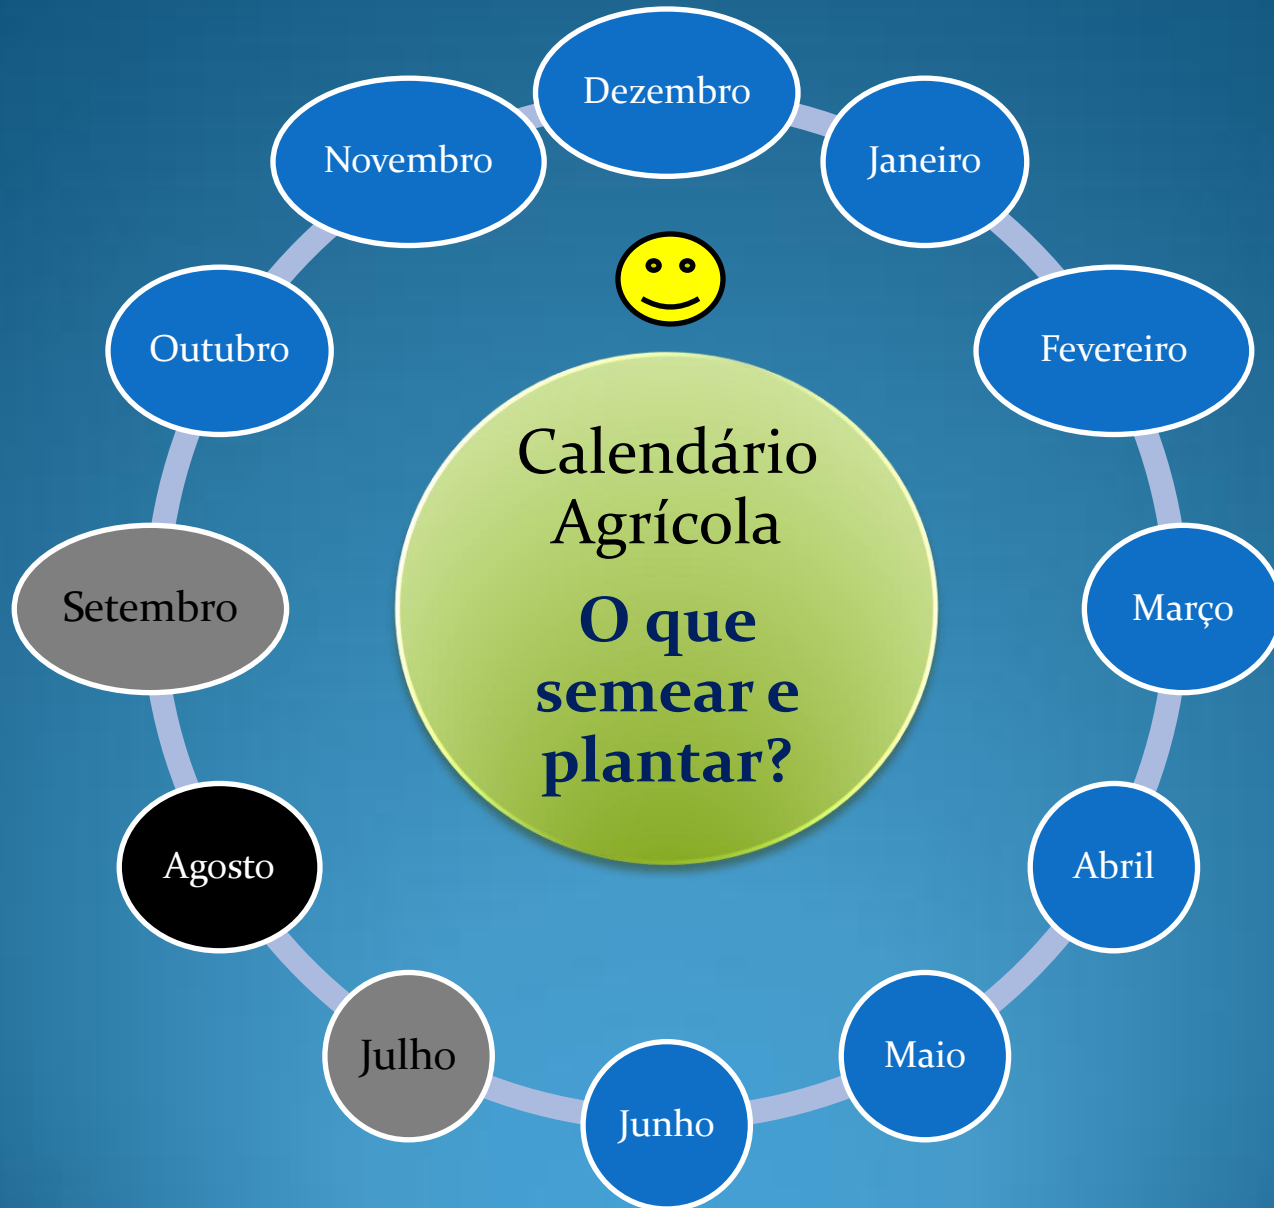 Dezembro
Janeiro
Fevereiro
Março
Abril
Maio
Junho
Julho
Agosto
Setembro
Outubro
Novembro
Calendário
Agrícola
O que
semear e
plantar?